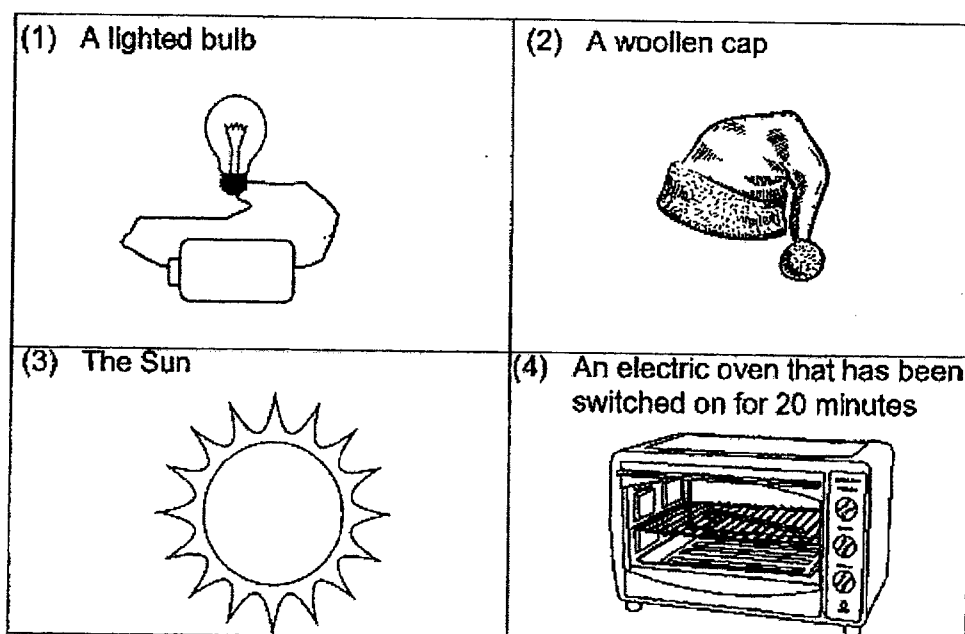 (1) A lighted bulb
(2) A woollen cap
(3) The Sun
(4) An electric oven that has been
switched on for 20 minutes